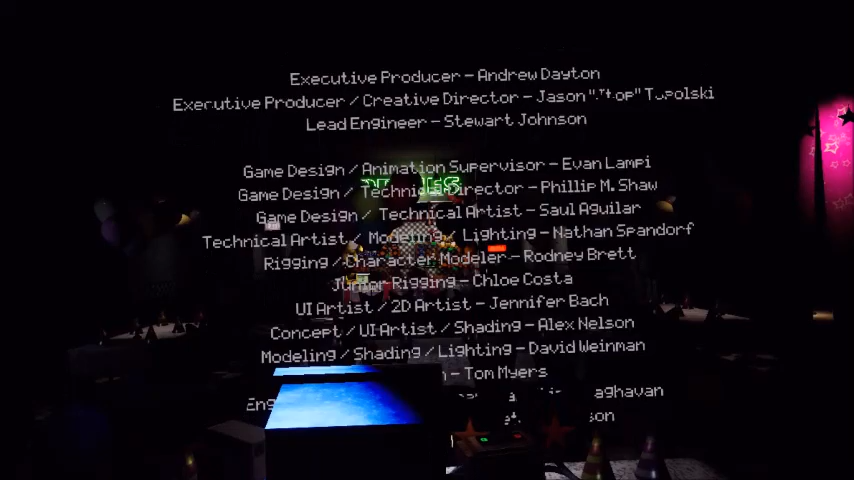 Executive Producer - Andrew Dayton
Executive Producer / Creative Director - Jason Topolski
Lead Engineer - Stewart Johnson
Game Design / Animation Supervisor - Evan Lampi
Game Design / Technical Director - Phillip M. Shaw
Game Design / Technical Artist - Saul Aguilar
Technical Artist / Modeling / Lighting - Nathan Spandorf
Rigging / Character Modeler - Rodney Brett
Junior Rigging - Chloe Costa
UI Artist / 2D Artist - Jennifer Bach
Concept / UI Artist / Shading - Alex Nelson
Modeling / Shading / Lighting - David Weinman
- Tom Myers